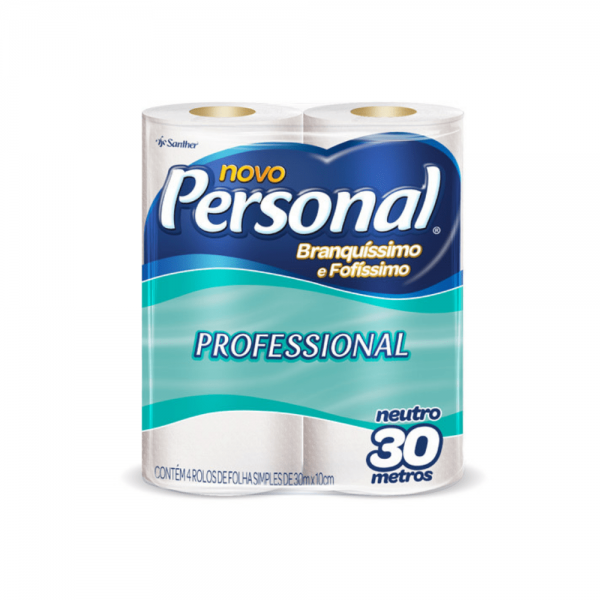 Santher
novo
Personal®
Branquíssimo
e Fofíssimo
PROFESSIONAL
neutro
30
metros
CONTÉM 4 ROLOS DE FOLHA SIMPLES DE 30m x 10cm